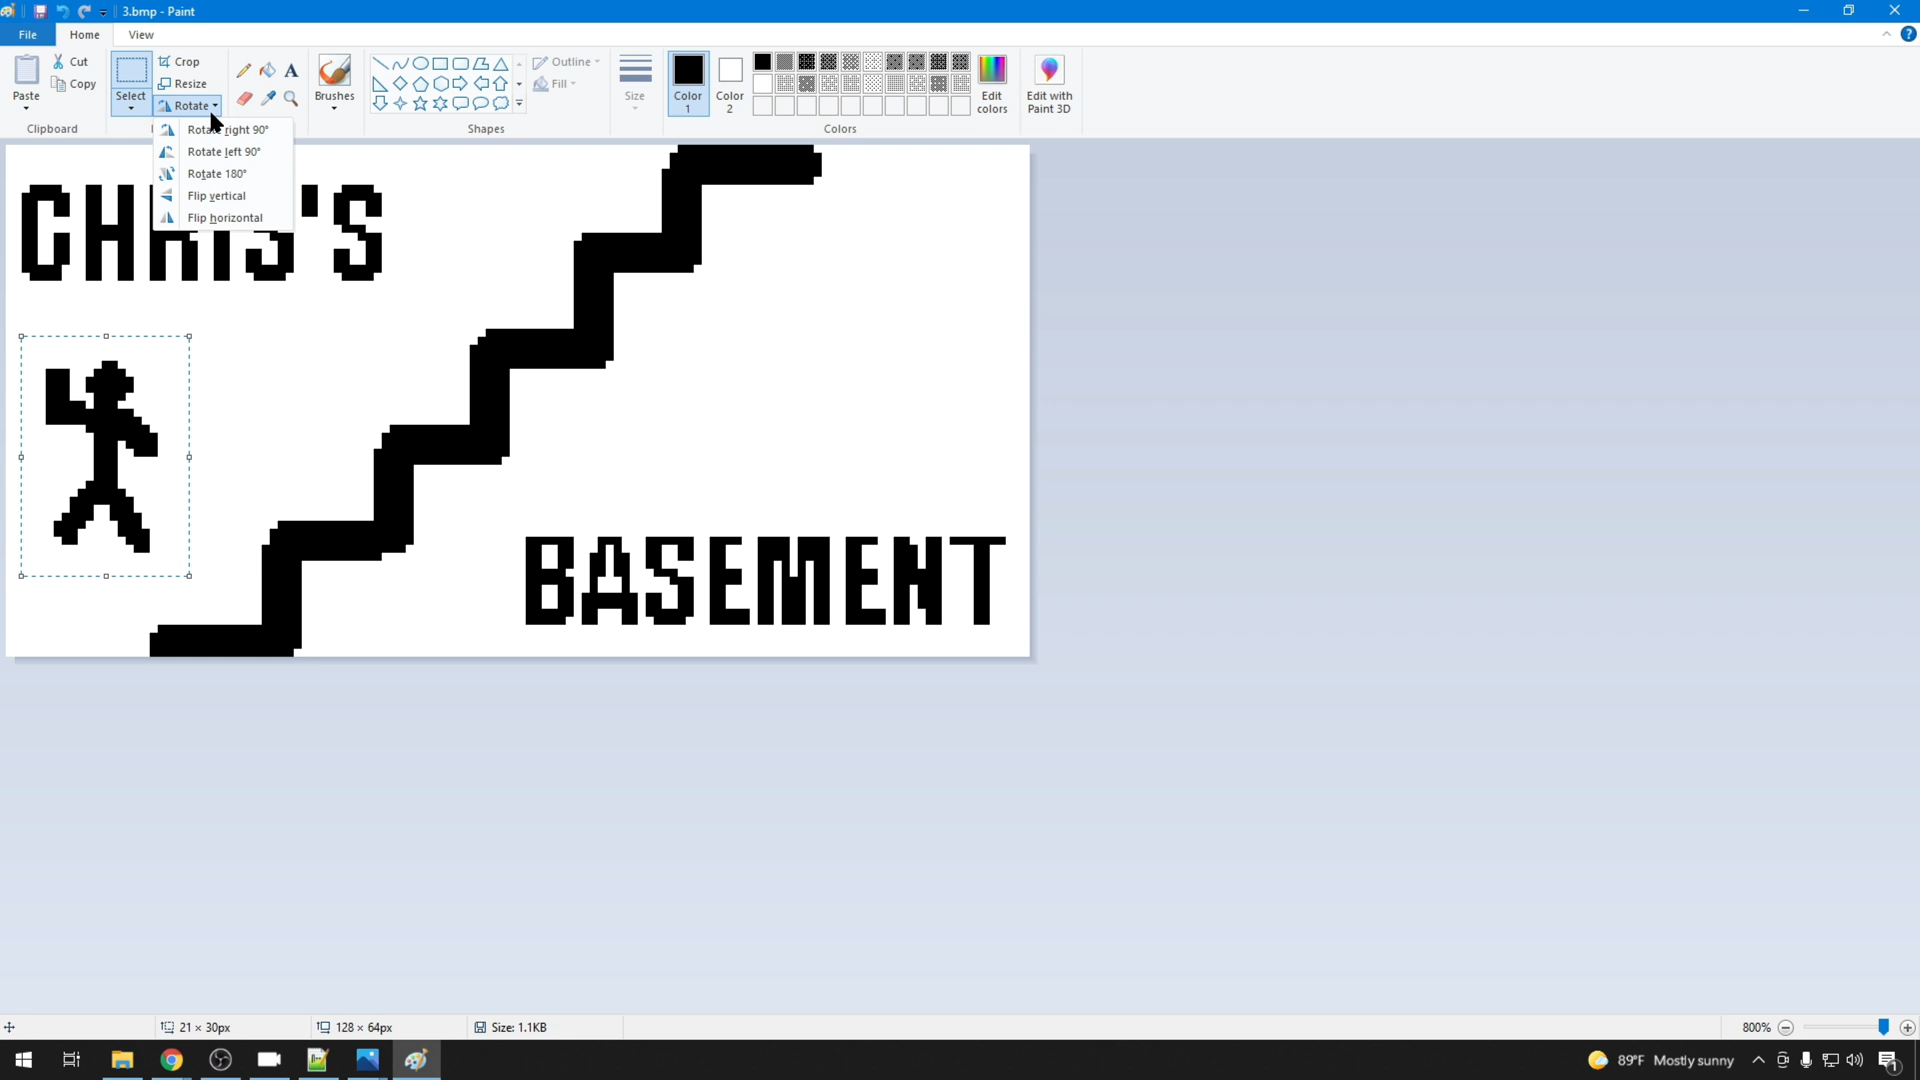 3.bmp - Paint
File Home View
Paste
Cut
Copy
Clipboard
Select
Crop
Resize
Rotate
Brushes
Shapes
Outline
Fill
Size
Color 1
Color 2
Colors
Edit colors
Edit with Paint 3D
Rotate right 90°
Rotate left 90°
Rotate 180°
Flip vertical
Flip horizontal
CHRIS'S
BASEMENT
21 × 30px
128 × 64px
Size: 1.1KB
800%
89°F Mostly sunny
1